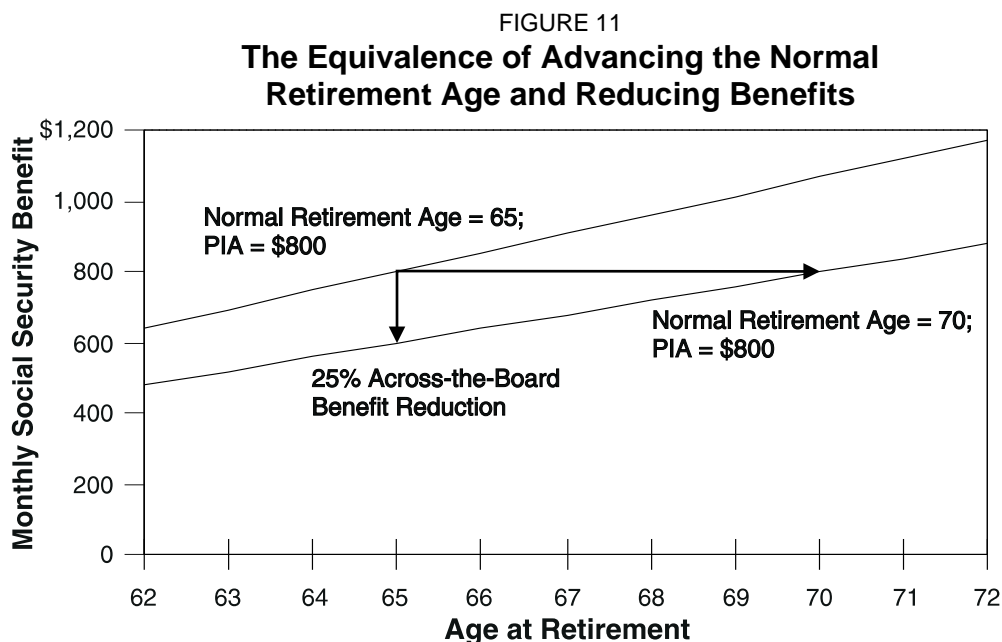 FIGURE 11
The Equivalence of Advancing the Normal
Retirement Age and Reducing Benefits
Monthly Social Security Benefit
$1,200
1,000
800
600
400
200
0
Normal Retirement Age = 65;
PIA = $800
Normal Retirement Age = 70;
PIA = $800
25% Across-the-Board
Benefit Reduction
62 63 64 65 66 67 68 69 70 71 72
Age at Retirement